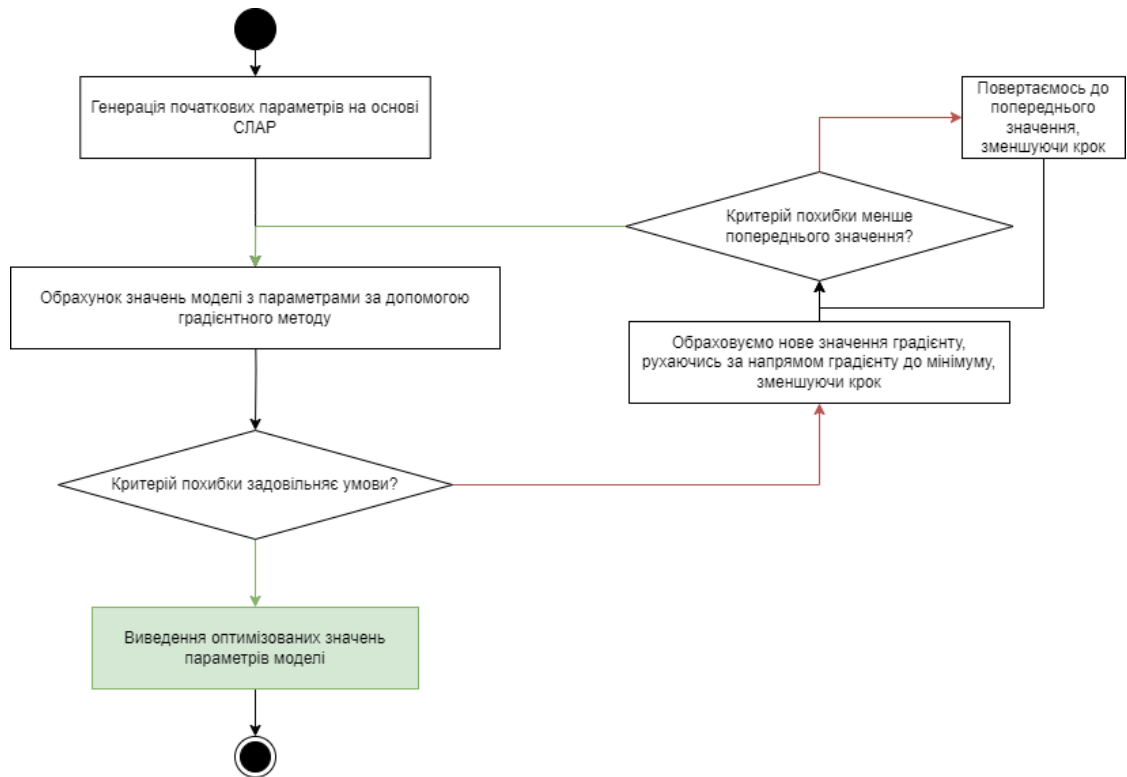 Генерація початкових параметрів на основі
СЛАР
Повертаємось до
попереднього
значення,
зменшуючи крок
Критерій похибки менше
попереднього значення?
Обрахунок значень моделі з параметрами за допомогою
градієнтного методу
Обраховуємо нове значення градієнту,
рухаючись за напрямом градієнту до мінімуму,
зменшуючи крок
Критерій похибки задовільняє умови?
Виведення оптимізованих значень
параметрів моделі